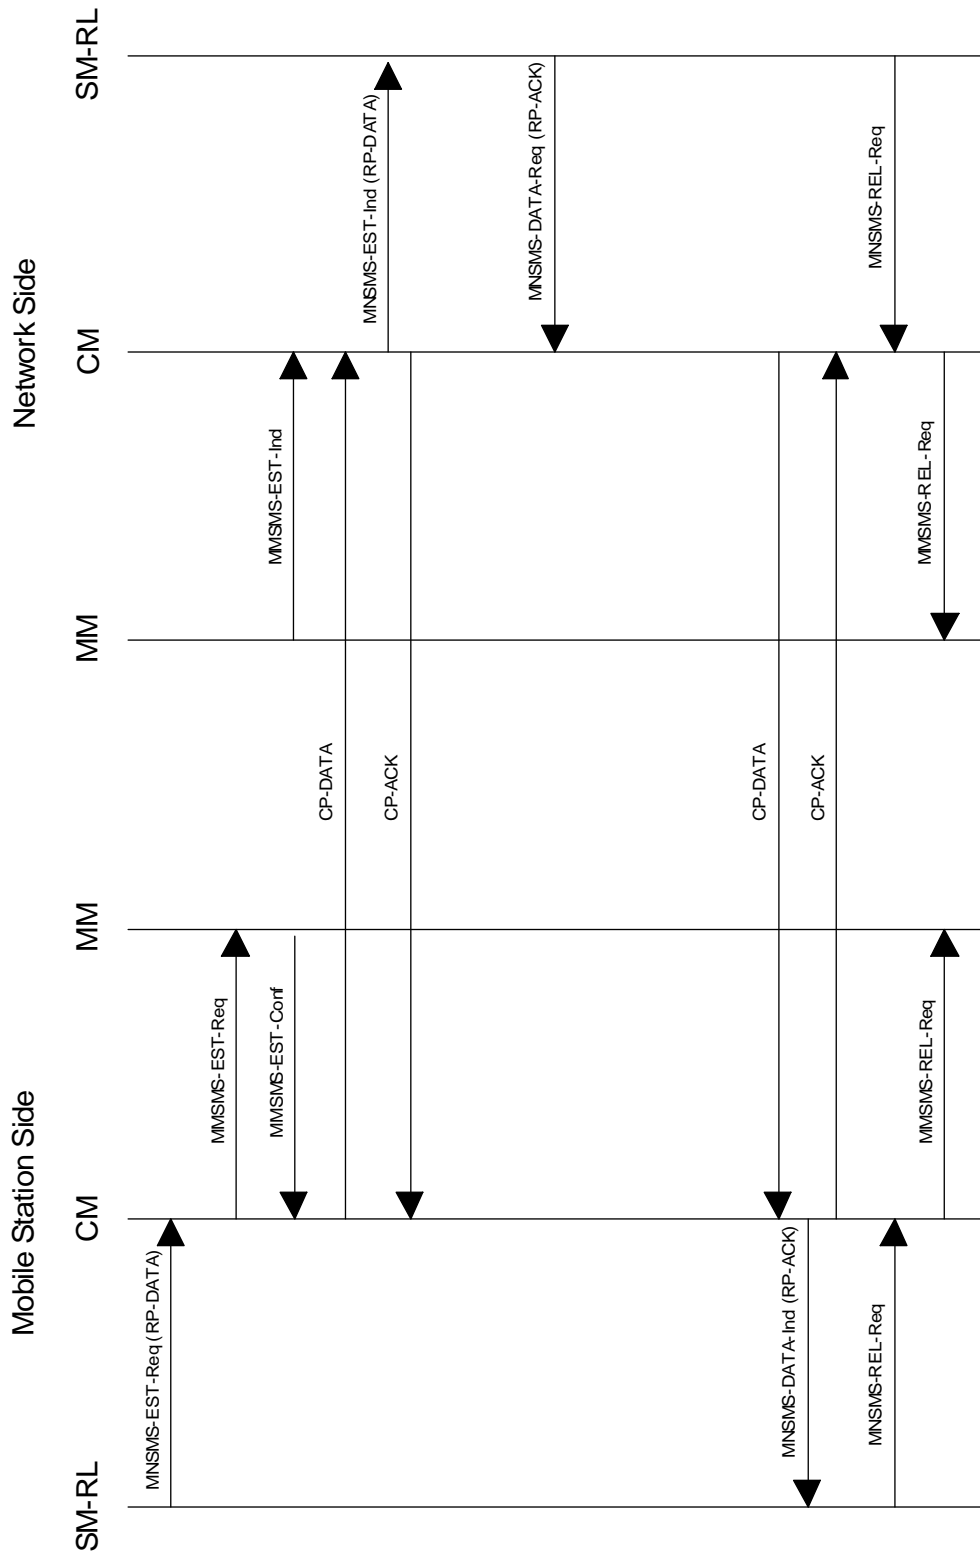 Mobile Station Side
Network Side
SM-RL
CM
MM
MM
CM
SM-RL
MNSMS-EST-Req (RP-DATA)
MMSMS-EST-Req
MMSMS-EST-Conf
MMSMS-EST-Ind
CP-DATA
MNSMS-EST-Ind (RP-DATA)
CP-ACK
MNSMS-DATA-Req (RP-ACK)
CP-DATA
MNSMS-DATA-Ind (RP-ACK)
CP-ACK
MNSMS-REL-Req
MNSMS-REL-Req
MMSMS-REL-Req
MMSMS-REL-Req